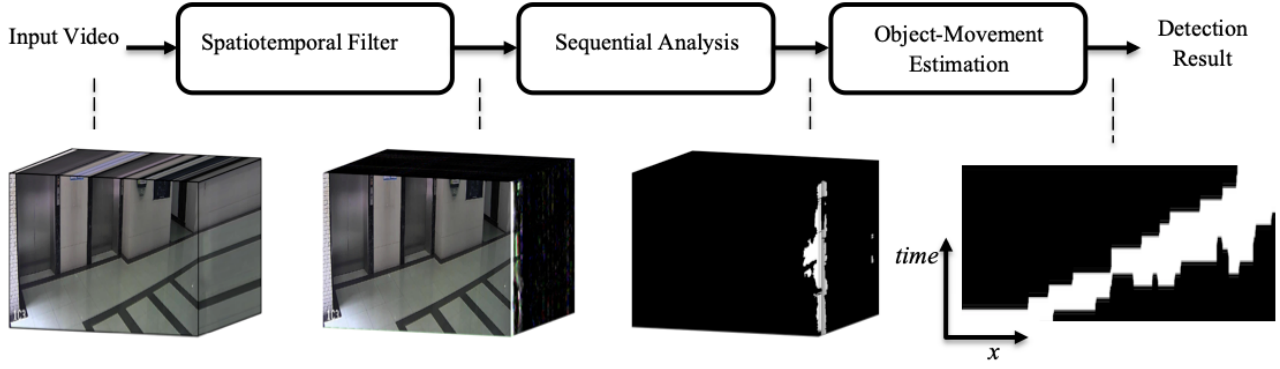 Input Video
Spatiotemporal Filter
Sequential Analysis
Object-Movement
Estimation
Detection
Result
time
x